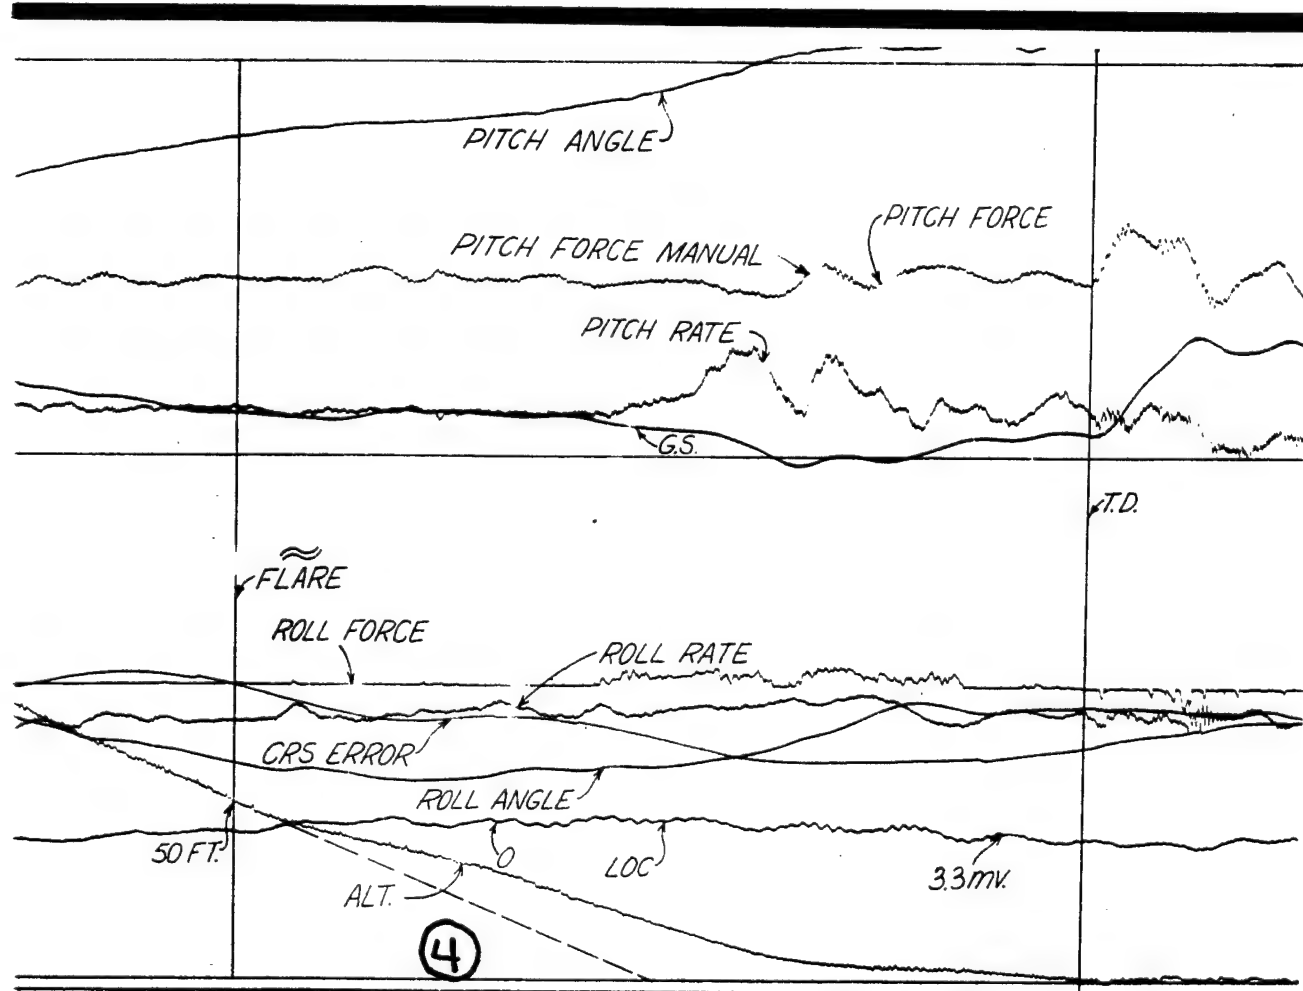 PITCH ANGLE
PITCH FORCE
PITCH FORCE MANUAL
PITCH RATE
G.S.
T.D.
FLARE
ROLL FORCE
ROLL RATE
CRS ERROR
ROLL ANGLE
50 FT.
O
LOC
3.3mv.
ALT.
4